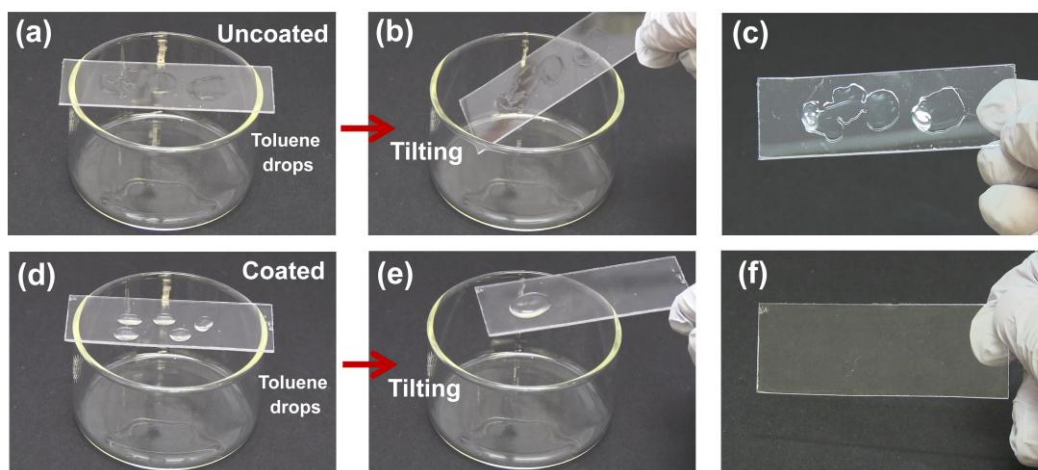 (a)
Uncoated
Toluene
drops
(b)
Tilting
(c)
(d)
Coated
Toluene
drops
(e)
Tilting
(f)